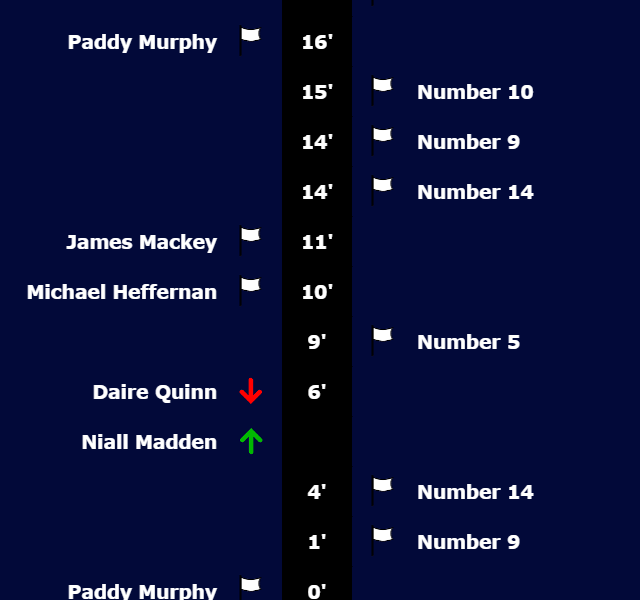 Paddy Murphy 16'
15' Number 10
14' Number 9
14' Number 14
James Mackey 11'
Michael Heffernan 10'
9' Number 5
Daire Quinn 6'
Niall Madden
4' Number 14
1' Number 9
Paddy Murphy 0'